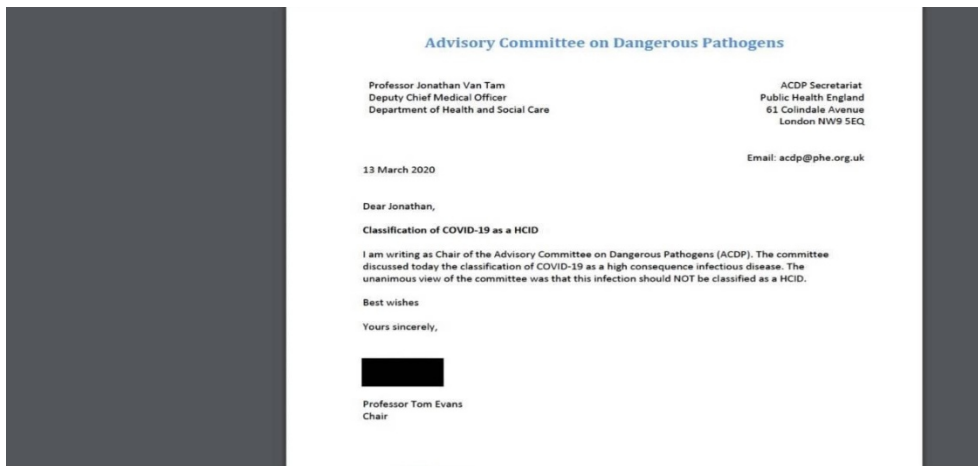 Advisory Committee on Dangerous Pathogens
Professor Jonathan Van Tam
Deputy Chief Medical Officer
Department of Health and Social Care
ACDP Secretariat
Public Health England
61 Colindale Avenue
London NW9 5EQ
Email: acdp@phe.org.uk
13 March 2020
Dear Jonathan,
Classification of COVID-19 as a HCID
I am writing as Chair of the Advisory Committee on Dangerous Pathogens (ACDP). The committee
discussed today the classification of COVID-19 as a high consequence infectious disease. The
unanimous view of the committee was that this infection should NOT be classified as a HCID.
Best wishes
Yours sincerely,
Professor Tom Evans
Chair